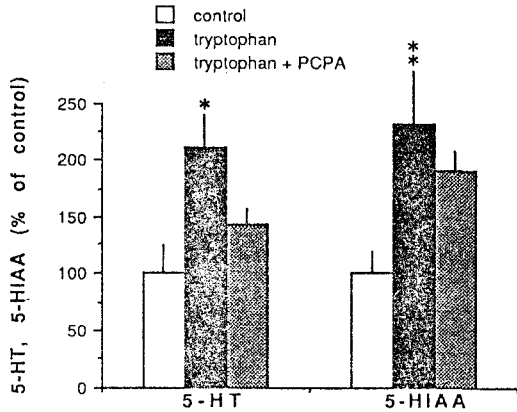 control
tryptophan
tryptophan + PCPA
5-HT, 5-HIAA (% of control)
250
200
150
100
50
0
*
**
5-HT
5-HIAA